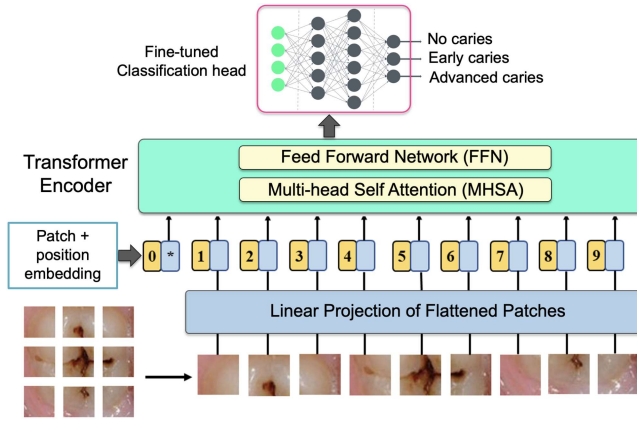 Fine-tuned
Classification head
No caries
Early caries
Advanced caries
Transformer
Encoder
Feed Forward Network (FFN)
Multi-head Self Attention (MHSA)
Patch +
position
embedding
0 * 1 2 3 4 5 6 7 8 9
Linear Projection of Flattened Patches